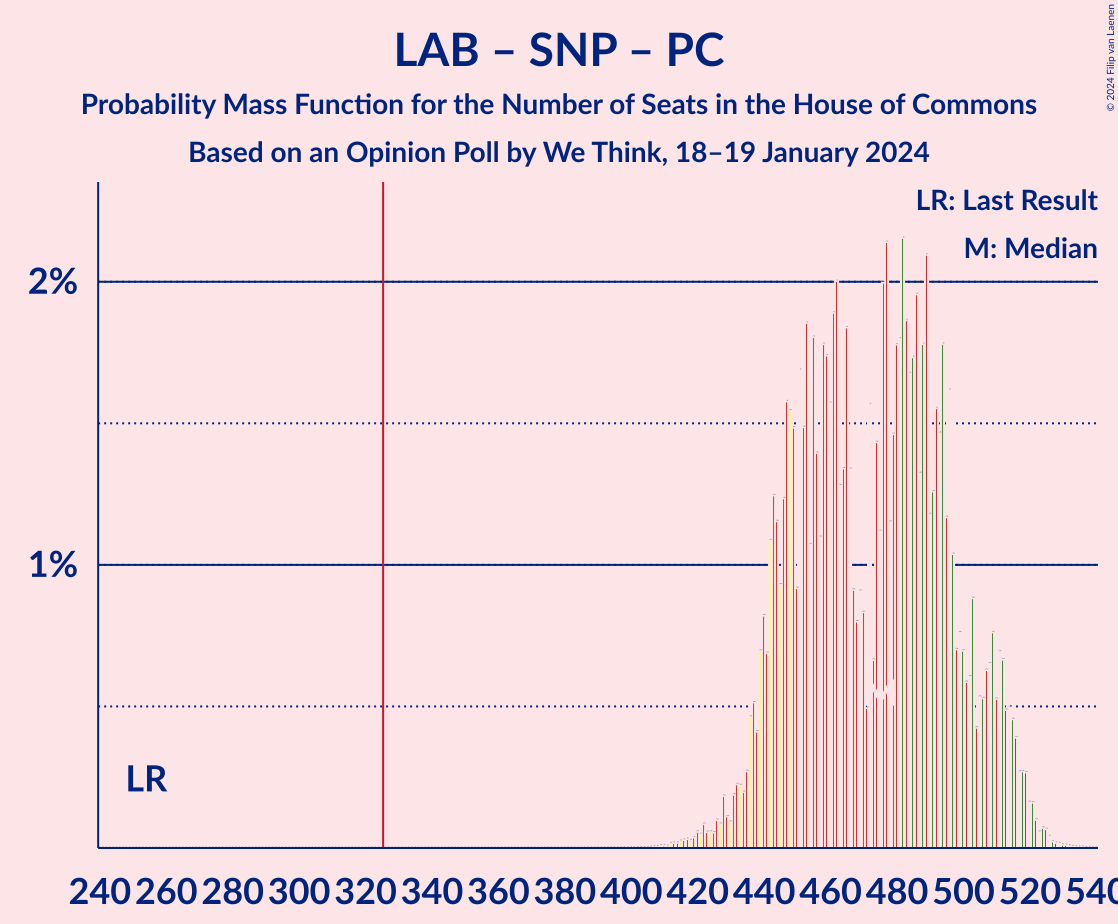 LAB – SNP – PC
Probability Mass Function for the Number of Seats in the House of Commons
Based on an Opinion Poll by We Think, 18–19 January 2024
© 2024 Filip van Laenen
LR: Last Result
M: Median
2%
1%
LR
M
240 260 280 300 320 340 360 380 400 420 440 460 480 500 520 540